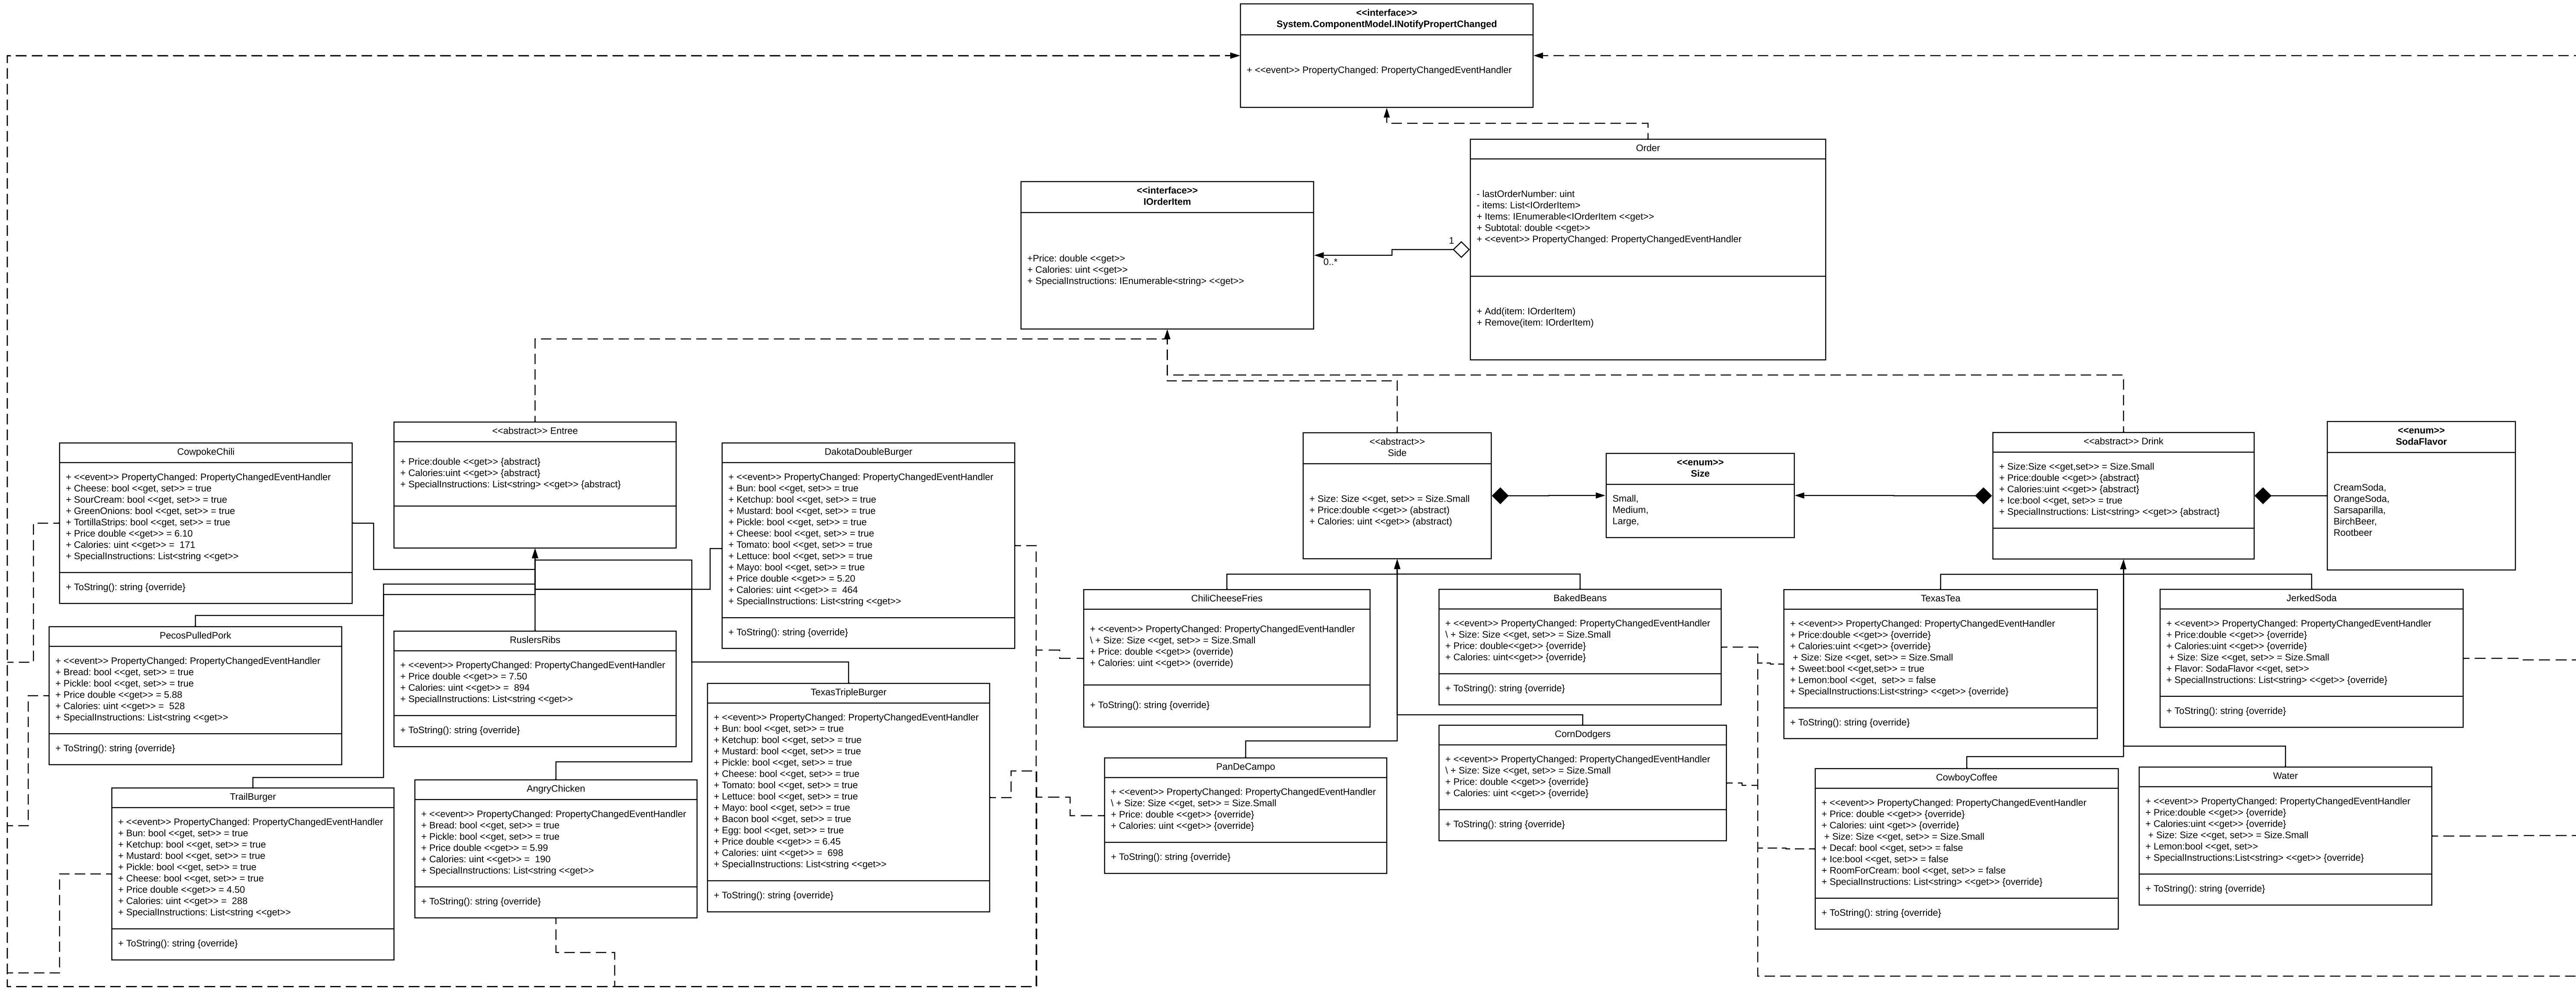 <<interface>>
System.ComponentModel.INotifyPropertChanged
+ <<event>> PropertyChanged: PropertyChangedEventHandler
Order
- lastOrderNumber: uint
- items: List<IOrderItem>
+ Items: IEnumerable<IOrderItem <<get>>
+ Subtotal: double <<get>>
+ <<event>> PropertyChanged: PropertyChangedEventHandler
+ Add(item: IOrderItem)
+ Remove(item: IOrderItem)
<<interface>>
IOrderItem
+Price: double <<get>>
+ Calories: uint <<get>>
+ SpecialInstructions: IEnumerable<string> <<get>>
1
0..*
CowpokeChili
+ <<event>> PropertyChanged: PropertyChangedEventHandler
+ Cheese: bool <<get, set>> = true
+ SourCream: bool <<get, set>> = true
+ GreenOnions: bool <<get, set>> = true
+ TortillaStrips: bool <<get, set>> = true
+ Price double <<get>> = 6.10
+ Calories: uint <<get>> =  171
+ SpecialInstructions: List<string <<get>>
+ ToString(): string {override}
<<abstract>> Entree
+ Price:double <<get>> {abstract}
+ Calories:uint <<get>> {abstract}
+ SpecialInstructions: List<string> <<get>> {abstract}
DakotaDoubleBurger
+ <<event>> PropertyChanged: PropertyChangedEventHandler
+ Bun: bool <<get, set>> = true
+ Ketchup: bool <<get, set>> = true
+ Mustard: bool <<get, set>> = true
+ Pickle: bool <<get, set>> = true
+ Cheese: bool <<get, set>> = true
+ Tomato: bool <<get, set>> = true
+ Lettuce: bool <<get, set>> = true
+ Mayo: bool <<get, set>> = true
+ Price double <<get>> = 5.20
+ Calories: uint <<get>> =  464
+ SpecialInstructions: List<string <<get>>
+ ToString(): string {override}
<<abstract>>
Side
+ Size: Size <<get, set>> = Size.Small
+ Price:double <<get>> (abstract)
+ Calories: uint <<get>> (abstract)
<<enum>>
Size
Small,
Medium,
Large,
<<abstract>> Drink
+ Size:Size <<get,set>> = Size.Small
+ Price:double <<get>> {abstract}
+ Calories:uint <<get>> {abstract}
+ Ice:bool <<get, set>> = true
+ SpecialInstructions: List<string> <<get>> {abstract}
<<enum>>
SodaFlavor
CreamSoda,
OrangeSoda,
Sarsaparilla,
BirchBeer,
Rootbeer
PecosPulledPork
+ <<event>> PropertyChanged: PropertyChangedEventHandler
+ Bread: bool <<get, set>> = true
+ Pickle: bool <<get, set>> = true
+ Price double <<get>> = 5.88
+ Calories: uint <<get>> =  528
+ SpecialInstructions: List<string <<get>>
+ ToString(): string {override}
RuslersRibs
+ <<event>> PropertyChanged: PropertyChangedEventHandler
+ Price double <<get>> = 7.50
+ Calories: uint <<get>> =  894
+ SpecialInstructions: List<string <<get>>
+ ToString(): string {override}
TexasTripleBurger
+ <<event>> PropertyChanged: PropertyChangedEventHandler
+ Bun: bool <<get, set>> = true
+ Ketchup: bool <<get, set>> = true
+ Mustard: bool <<get, set>> = true
+ Pickle: bool <<get, set>> = true
+ Cheese: bool <<get, set>> = true
+ Tomato: bool <<get, set>> = true
+ Lettuce: bool <<get, set>> = true
+ Mayo: bool <<get, set>> = true
+ Bacon bool <<get, set>> = true
+ Egg: bool <<get, set>> = true
+ Price double <<get>> = 6.45
+ Calories: uint <<get>> =  698
+ SpecialInstructions: List<string <<get>>
+ ToString(): string {override}
TrailBurger
+ <<event>> PropertyChanged: PropertyChangedEventHandler
+ Bun: bool <<get, set>> = true
+ Ketchup: bool <<get, set>> = true
+ Mustard: bool <<get, set>> = true
+ Pickle: bool <<get, set>> = true
+ Cheese: bool <<get, set>> = true
+ Price double <<get>> = 4.50
+ Calories: uint <<get>> =  288
+ SpecialInstructions: List<string <<get>>
+ ToString(): string {override}
AngryChicken
+ <<event>> PropertyChanged: PropertyChangedEventHandler
+ Bread: bool <<get, set>> = true
+ Pickle: bool <<get, set>> = true
+ Price double <<get>> = 5.99
+ Calories: uint <<get>> =  190
+ SpecialInstructions: List<string <<get>>
+ ToString(): string {override}
ChiliCheeseFries
+ <<event>> PropertyChanged: PropertyChangedEventHandler
\ + Size: Size <<get, set>> = Size.Small
+ Price: double <<get>> (override)
+ Calories: uint <<get>> (override)
+ ToString(): string {override}
BakedBeans
+ <<event>> PropertyChanged: PropertyChangedEventHandler
\ + Size: Size <<get, set>> = Size.Small
+ Price: double<<get>> {override}
+ Calories: uint<<get>> {override}
+ ToString(): string {override}
PanDeCampo
+ <<event>> PropertyChanged: PropertyChangedEventHandler
\ + Size: Size <<get, set>> = Size.Small
+ Price: double <<get>> {override}
+ Calories: uint <<get>> {override}
+ ToString(): string {override}
CornDodgers
+ <<event>> PropertyChanged: PropertyChangedEventHandler
\ + Size: Size <<get, set>> = Size.Small
+ Price: double <<get>> {override}
+ Calories: uint <<get>> {override}
+ ToString(): string {override}
TexasTea
+ <<event>> PropertyChanged: PropertyChangedEventHandler
+ Price:double <<get>> {override}
+ Calories:uint <<get>> {override}
+ Size: Size <<get, set>> = Size.Small
+ Sweet:bool <<get,set>> = true
+ Lemon:bool <<get,  set>> = false
+ SpecialInstructions:List<string> <<get>> {override}
+ ToString(): string {override}
JerkedSoda
+ <<event>> PropertyChanged: PropertyChangedEventHandler
+ Price:double <<get>> {override}
+ Calories:uint <<get>> {override}
+ Size: Size <<get, set>> = Size.Small
+ Flavor: SodaFlavor <<get, set>>
+ SpecialInstructions: List<string> <<get>> {override}
+ ToString(): string {override}
CowboyCoffee
+ <<event>> PropertyChanged: PropertyChangedEventHandler
+ Price: double <<get>> {override}
+ Calories: uint <<get>> {override}
+ Size: Size <<get, set>> = Size.Small
+ Decaf: bool <<get, set>> = false
+ Ice:bool <<get, set>> = false
+ RoomForCream: bool <<get, set>> = false
+ SpecialInstructions: List<string> <<get>> {override}
+ ToString(): string {override}
Water
+ <<event>> PropertyChanged: PropertyChangedEventHandler
+ Price:double <<get>> {override}
+ Calories:uint <<get>> {override}
+ Size: Size <<get, set>> = Size.Small
+ Lemon:bool <<get, set>>
+ SpecialInstructions:List<string> <<get>> {override}
+ ToString(): string {override}